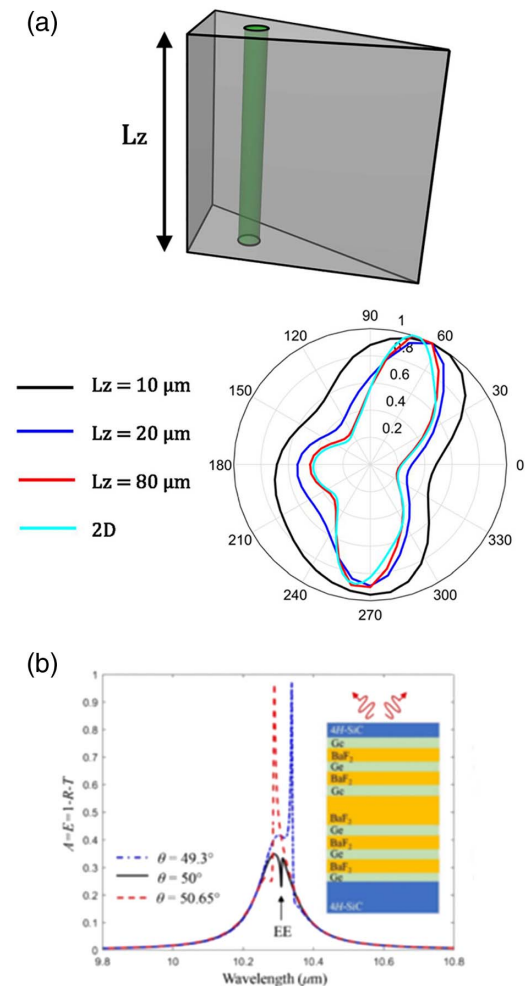 (a)
Lz
90
120
1
60
0.8
150
0.6
30
0.4
0.2
180
0
210
330
240
300
270
Lz = 10 μm
Lz = 20 μm
Lz = 80 μm
2D
(b)
1
0.9
0.8
0.7
0.6
0.5
0.4
0.3
0.2
0.1
0
A=E=1-R-T
θ = 49.3°
θ = 50°
θ = 50.65°
EE
4H-SiC
Ge
BaF₂
Ge
BaF₂
Ge
BaF₂
Ge
BaF₂
Ge
BaF₂
Ge
4H-SiC
9.8
10
10.2
10.4
10.6
10.8
Wavelength (μm)